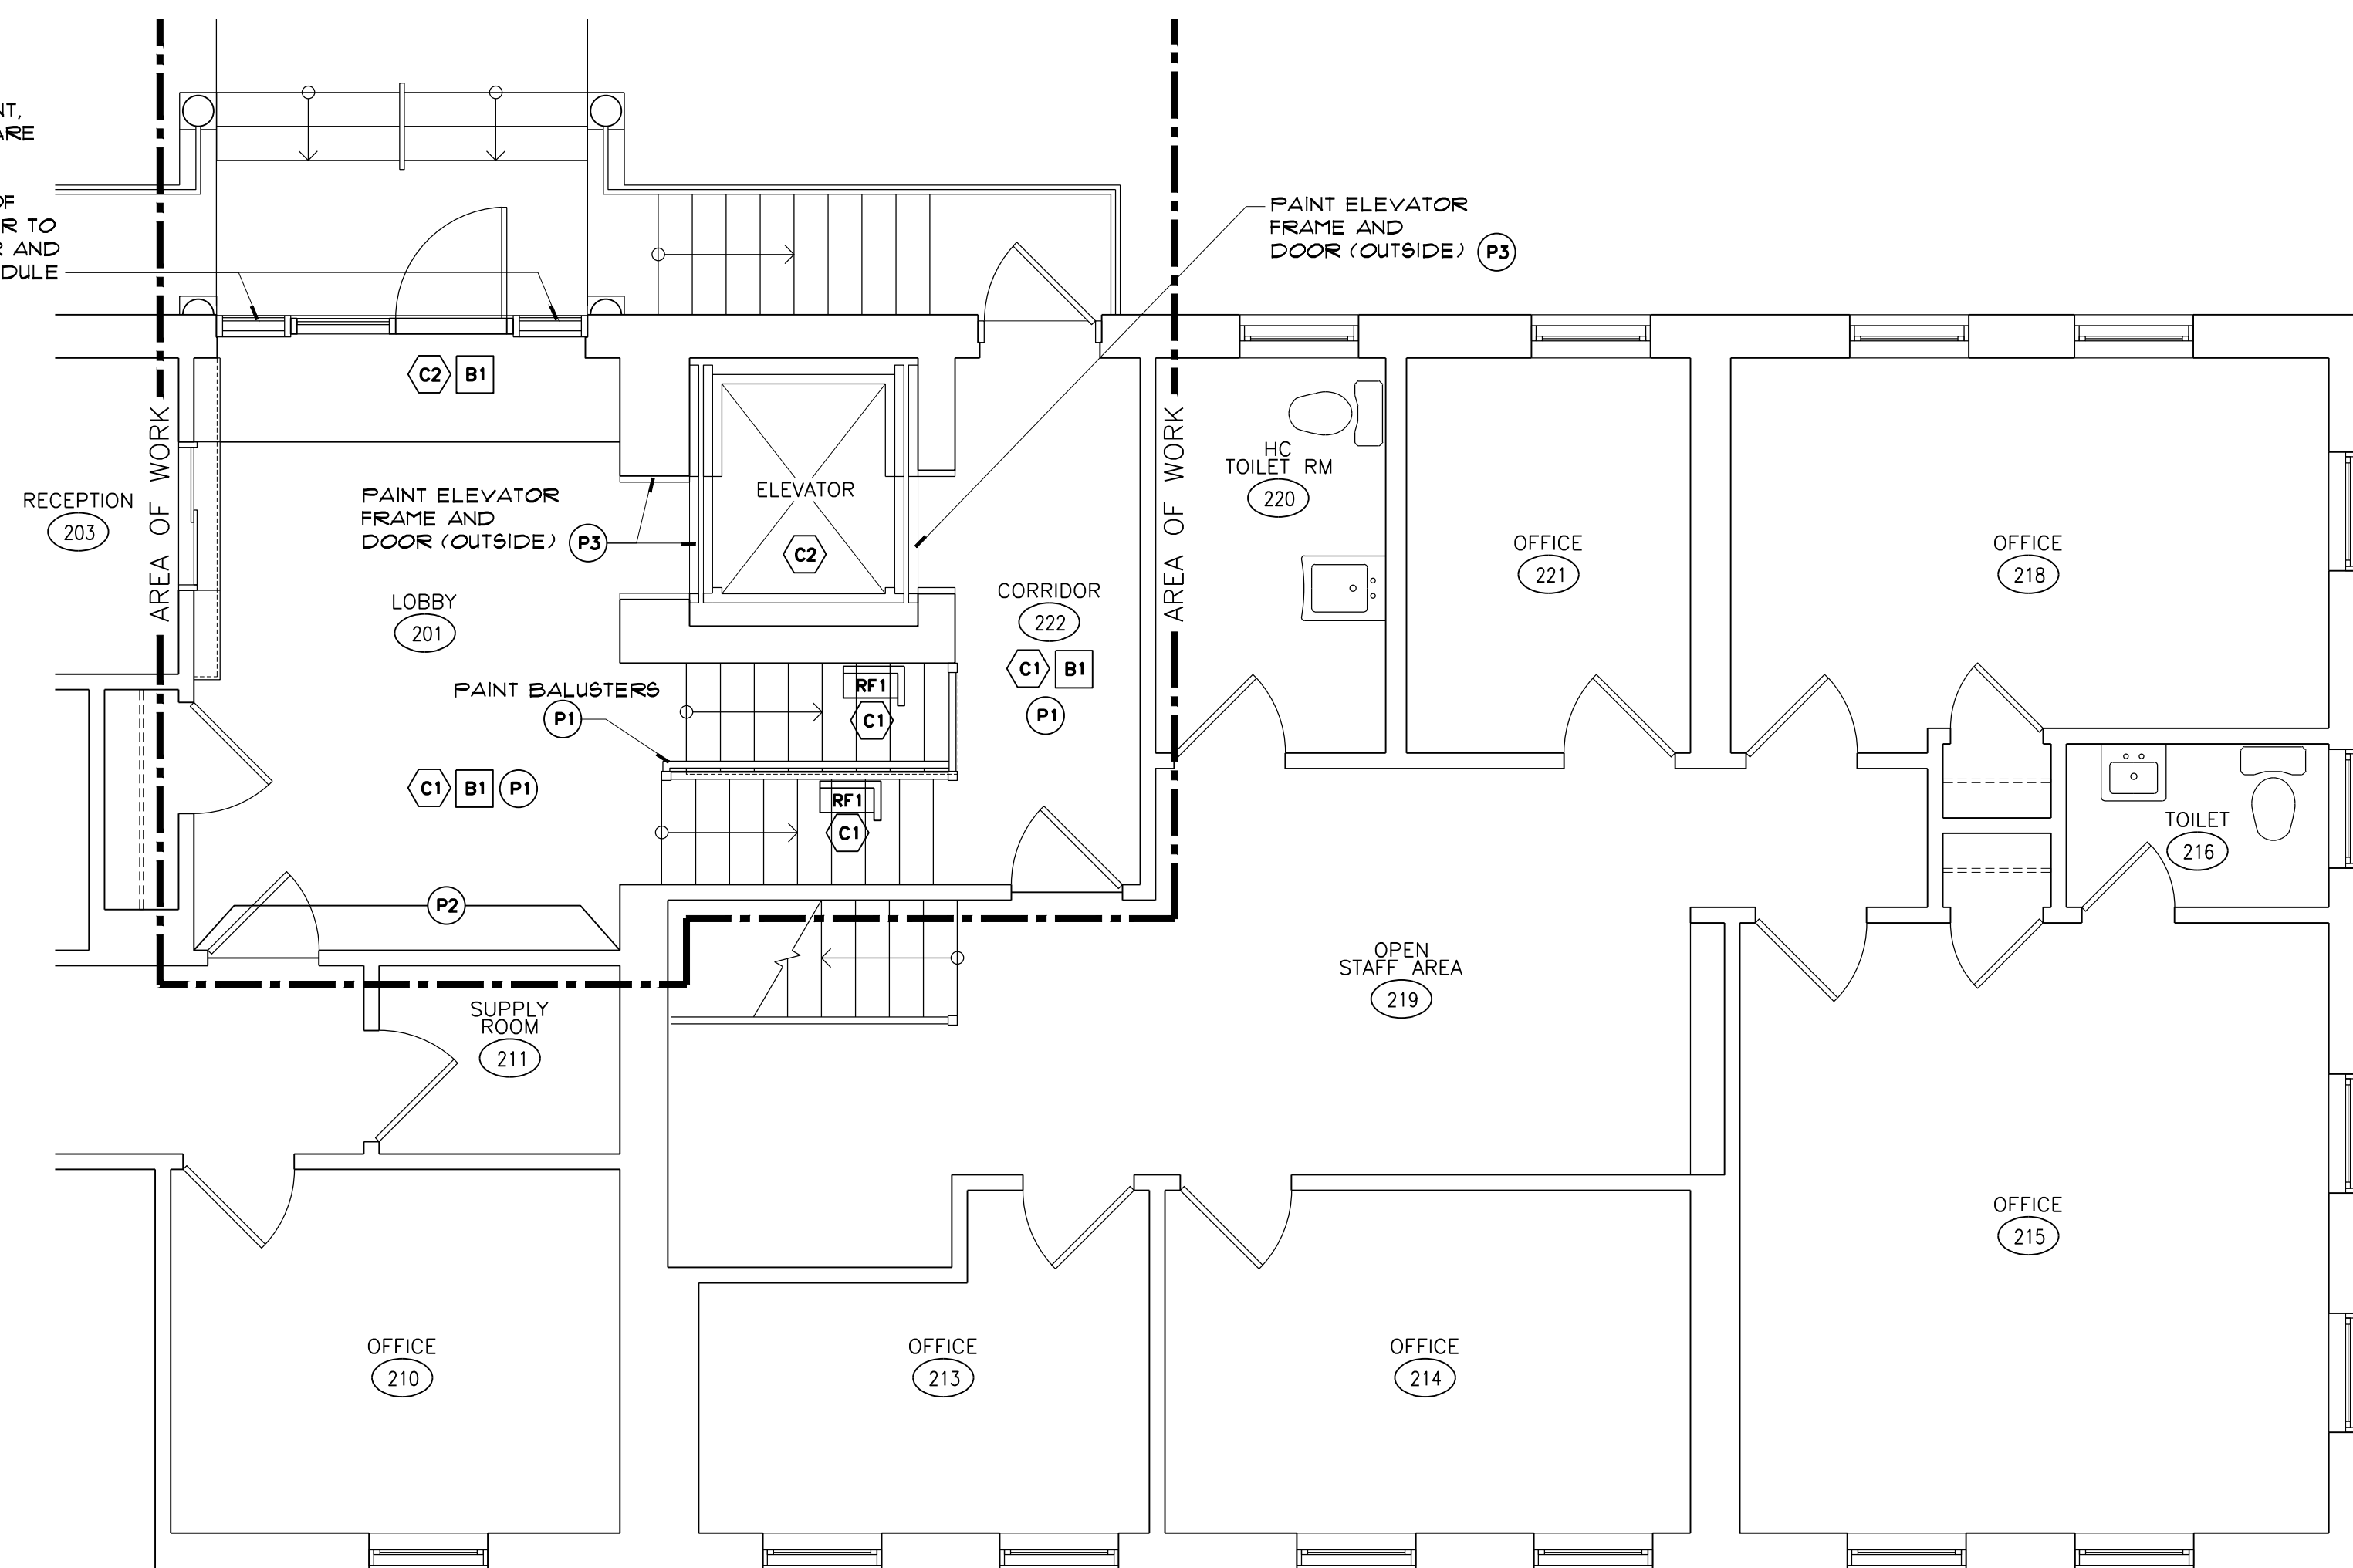 OF
R TO
AND
DULE
PAINT ELEVATOR
FRAME AND
DOOR (OUTSIDE) P3
C2 B1
AREA OF WORK
AREA OF WORK
HC
TOILET RM
220
RECEPTION
203
PAINT ELEVATOR
FRAME AND
DOOR (OUTSIDE) P3
ELEVATOR
C2
OFFICE
221
OFFICE
218
LOBBY
201
CORRIDOR
222
C1 B1
P1
PAINT BALUSTERS
P1
RF1
C1
C1 B1 P1
RF1
C1
TOILET
216
P2
OPEN
STAFF AREA
219
SUPPLY
ROOM
211
OFFICE
215
OFFICE
210
OFFICE
213
OFFICE
214